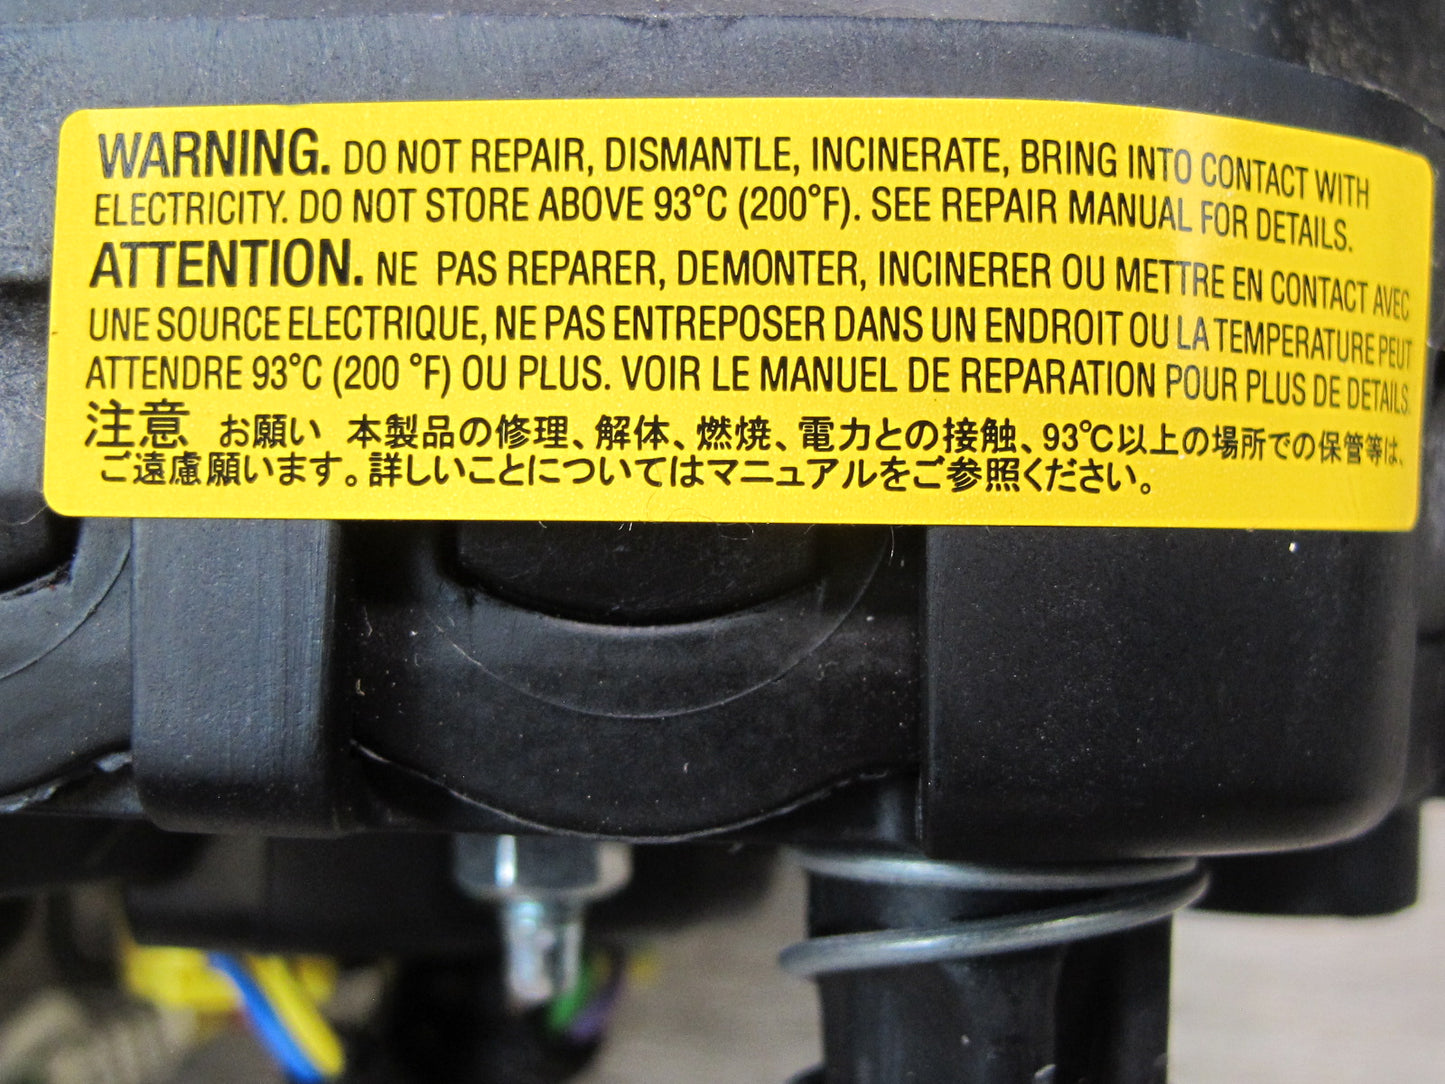 WARNING. DO NOT REPAIR, DISMANTLE, INCINERATE, BRING INTO CONTACT WITH
ELECTRICITY. DO NOT STORE ABOVE 93°C (200°F). SEE REPAIR MANUAL FOR DETAILS.
ATTENTION. NE PAS REPARER, DEMONTER, INCINERER OU METTRE EN CONTACT AVEC
UNE SOURCE ELECTRIQUE, NE PAS ENTREPOSER DANS UN ENDROIT OU LA TEMPERATURE PEUT
ATTENDRE 93°C (200 °F) OU PLUS. VOIR LE MANUEL DE REPARATION POUR PLUS DE DETAILS.
注意 お願い 本製品の修理、解体、燃焼、電力との接触、93℃以上の場所での保管等は、
ご遠慮願います。詳しいことについてはマニュアルをご参照ください。